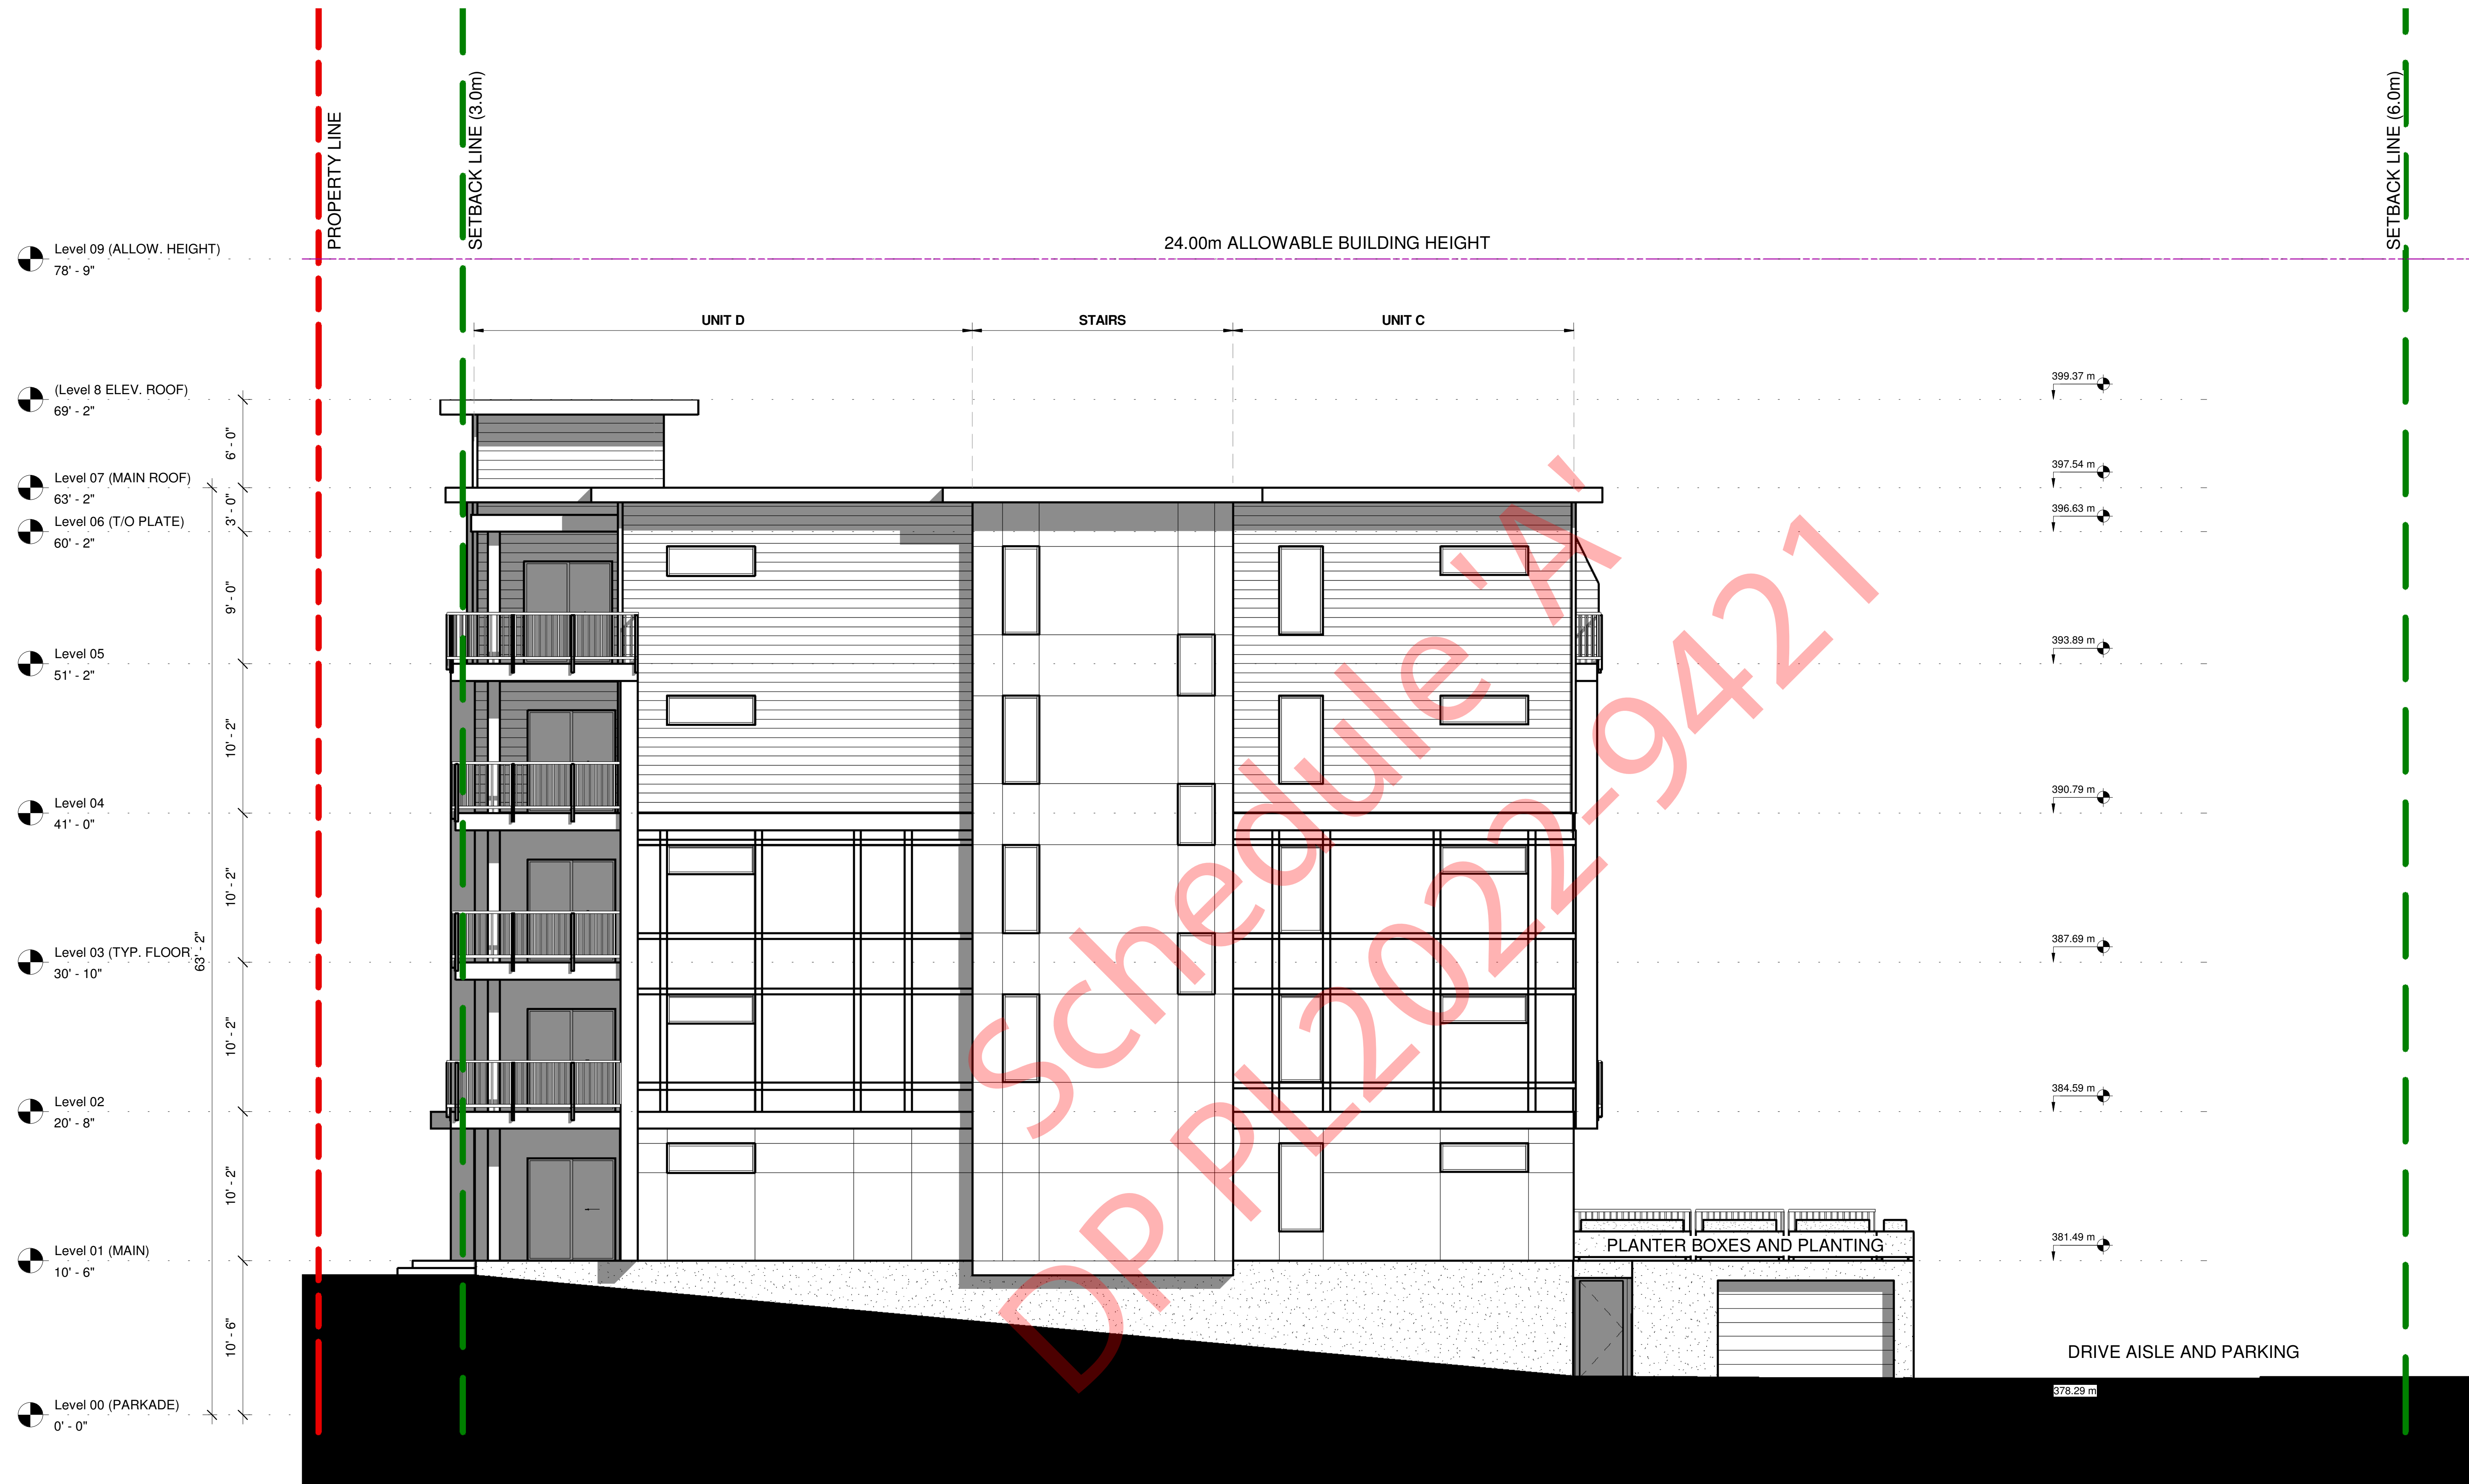 PROPERTY LINE
SETBACK LINE (3.0m)
SETBACK LINE (6.0m)
24.00m ALLOWABLE BUILDING HEIGHT
Level 09 (ALLOW. HEIGHT)
78' - 9"
UNIT D
STAIRS
UNIT C
(Level 8 ELEV. ROOF)
69' - 2"
399.37 m
6' - 0"
Level 07 (MAIN ROOF)
63' - 2"
397.54 m
3' - 0"
Level 06 (T/O PLATE)
60' - 2"
396.63 m
9' - 0"
Level 05
51' - 2"
393.89 m
10' - 2"
Level 04
41' - 0"
390.79 m
10' - 2"
63' - 2"
Level 03 (TYP. FLOOR
30' - 10"
387.69 m
10' - 2"
Level 02
20' - 8"
384.59 m
10' - 2"
Level 01 (MAIN)
10' - 6"
381.49 m
PLANTER BOXES AND PLANTING
10' - 6"
DRIVE AISLE AND PARKING
378.29 m
Level 00 (PARKADE)
0' - 0"
Schedule 'A'
DP PL2022-9421